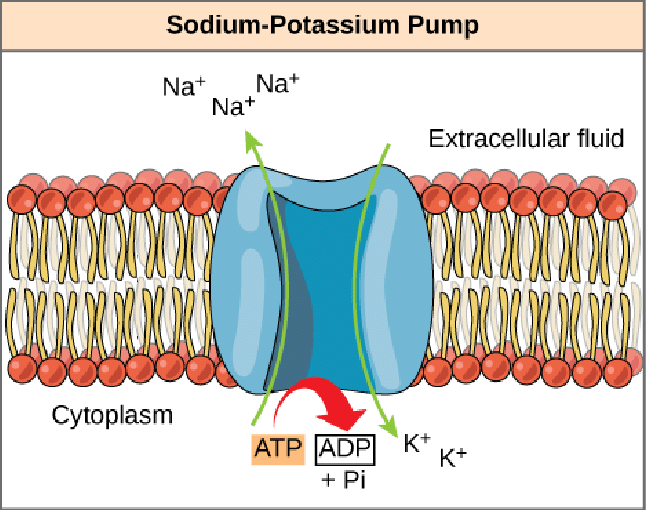 Sodium-Potassium Pump
Na⁺ Na⁺ Na⁺
Extracellular fluid
Cytoplasm
ATP ADP
+ Pi
K⁺ K⁺